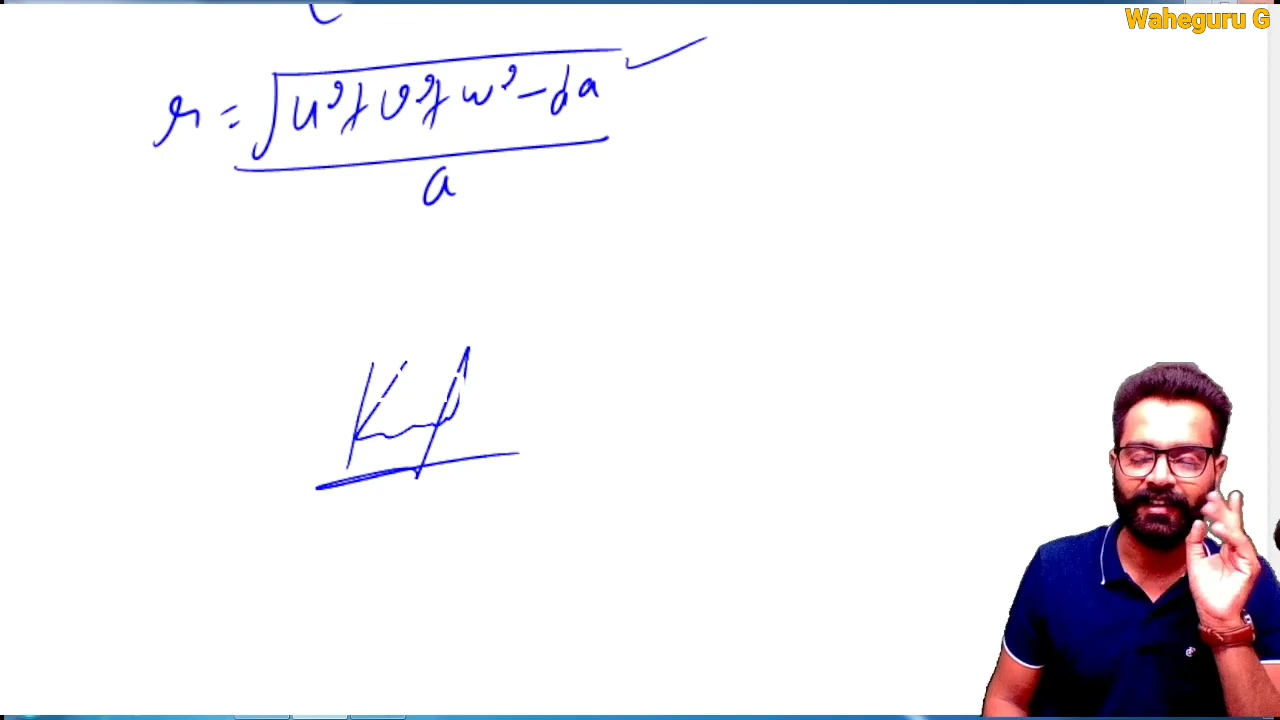 Waheguru G
r = √u²+v²+w²-da ✓
a